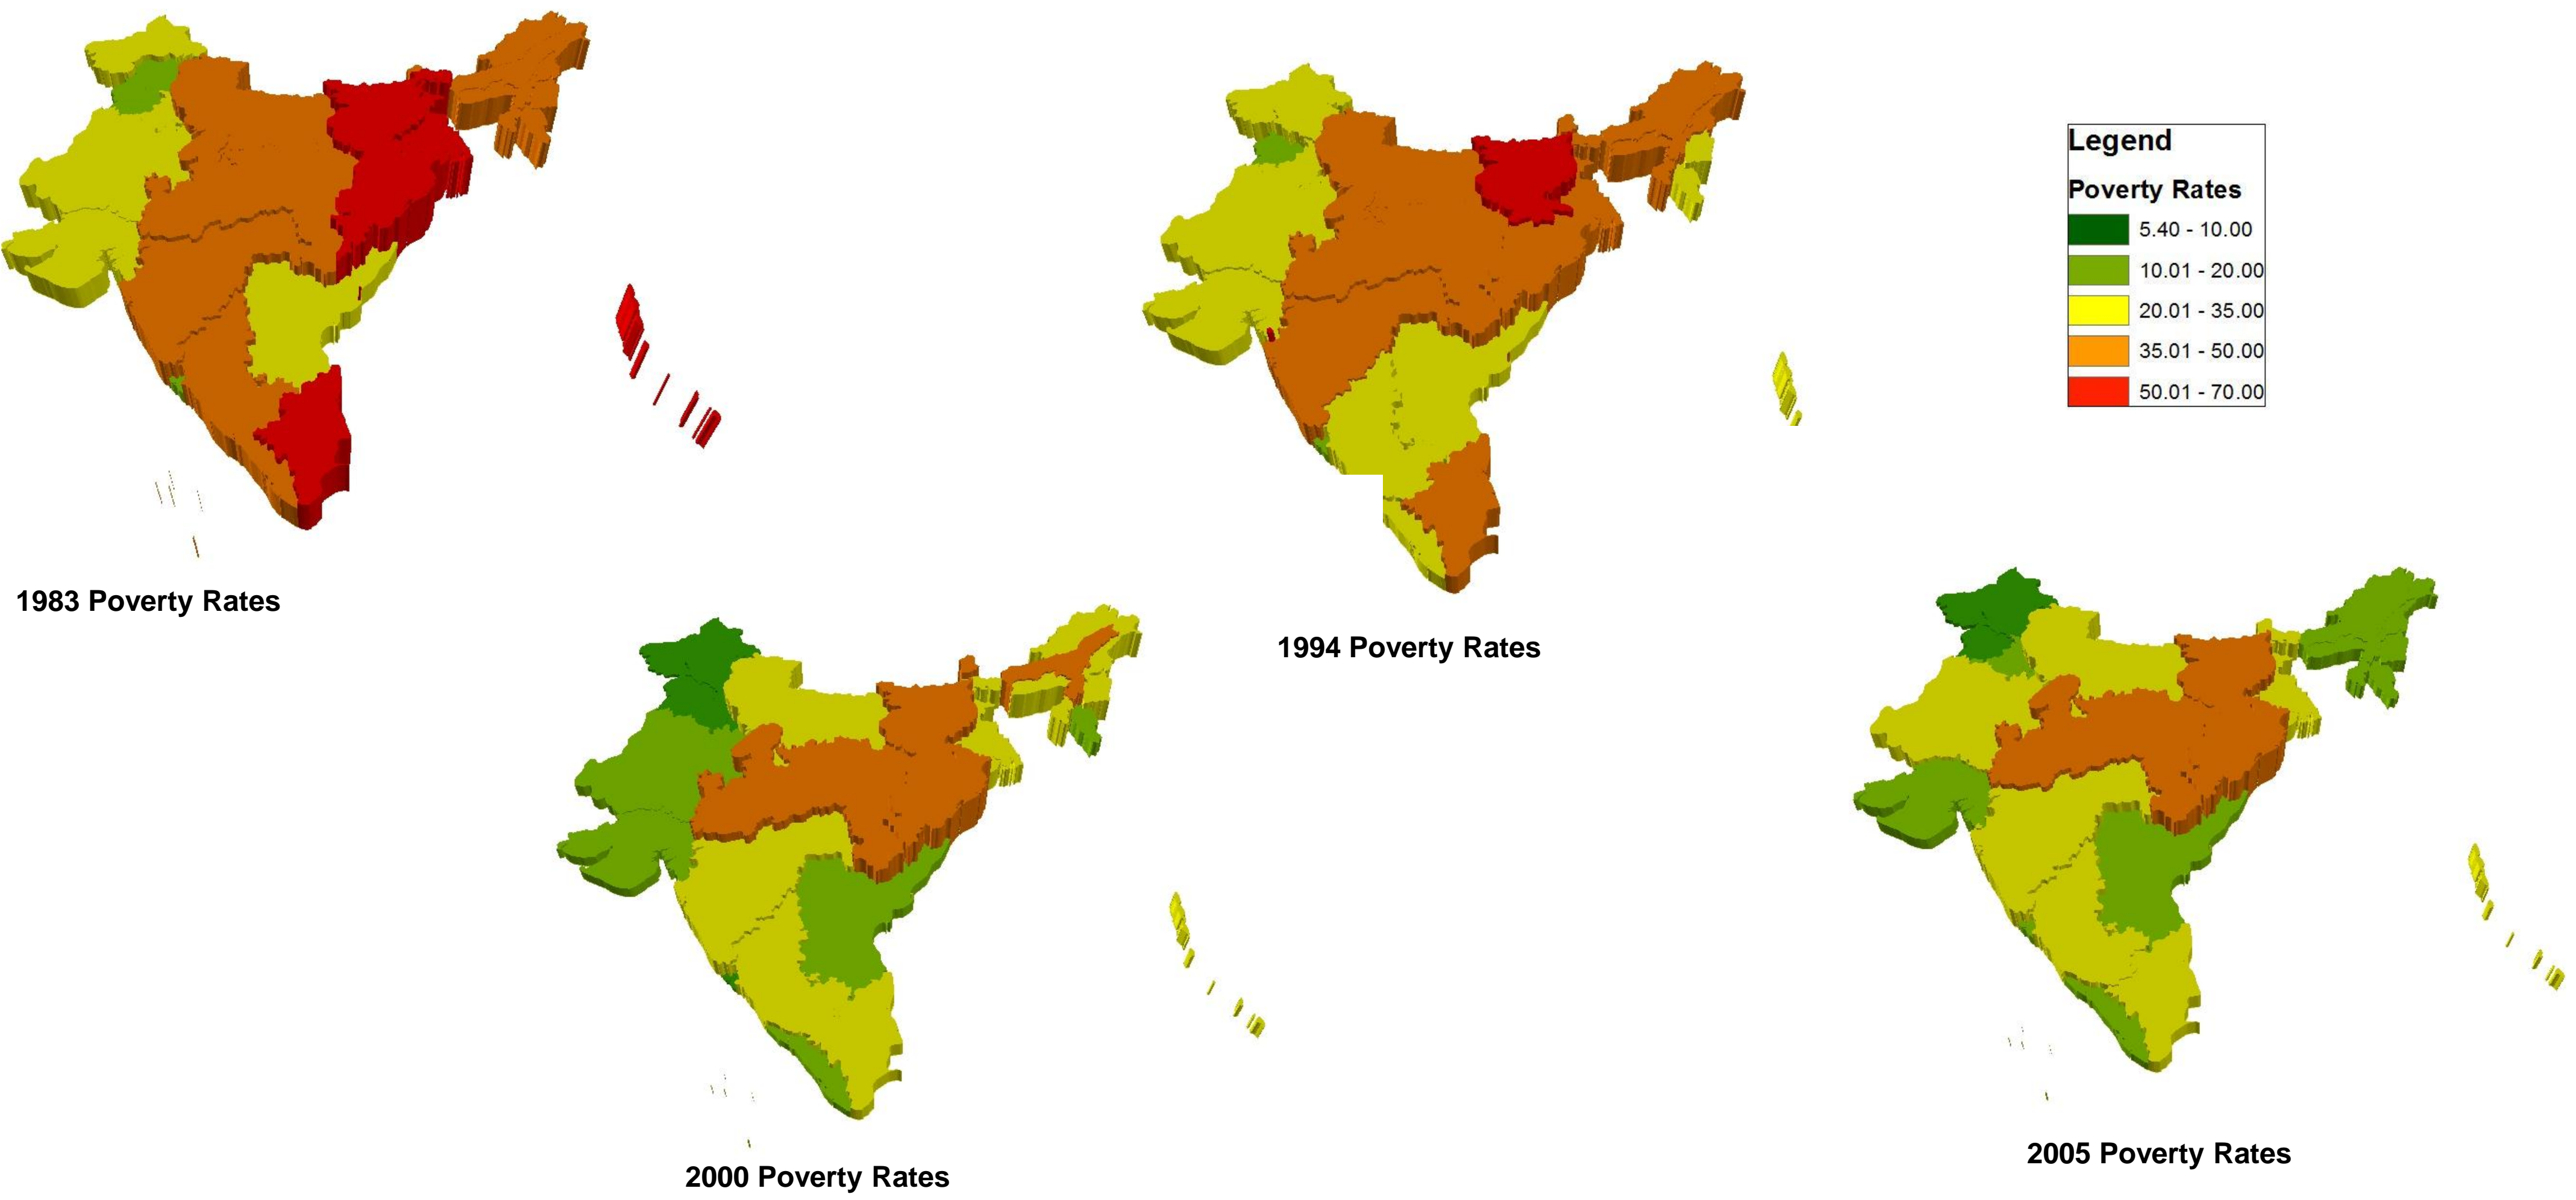 Legend
Poverty Rates
5.40 - 10.00
10.01 - 20.00
20.01 - 35.00
35.01 - 50.00
50.01 - 70.00
1983 Poverty Rates
1994 Poverty Rates
2000 Poverty Rates
2005 Poverty Rates